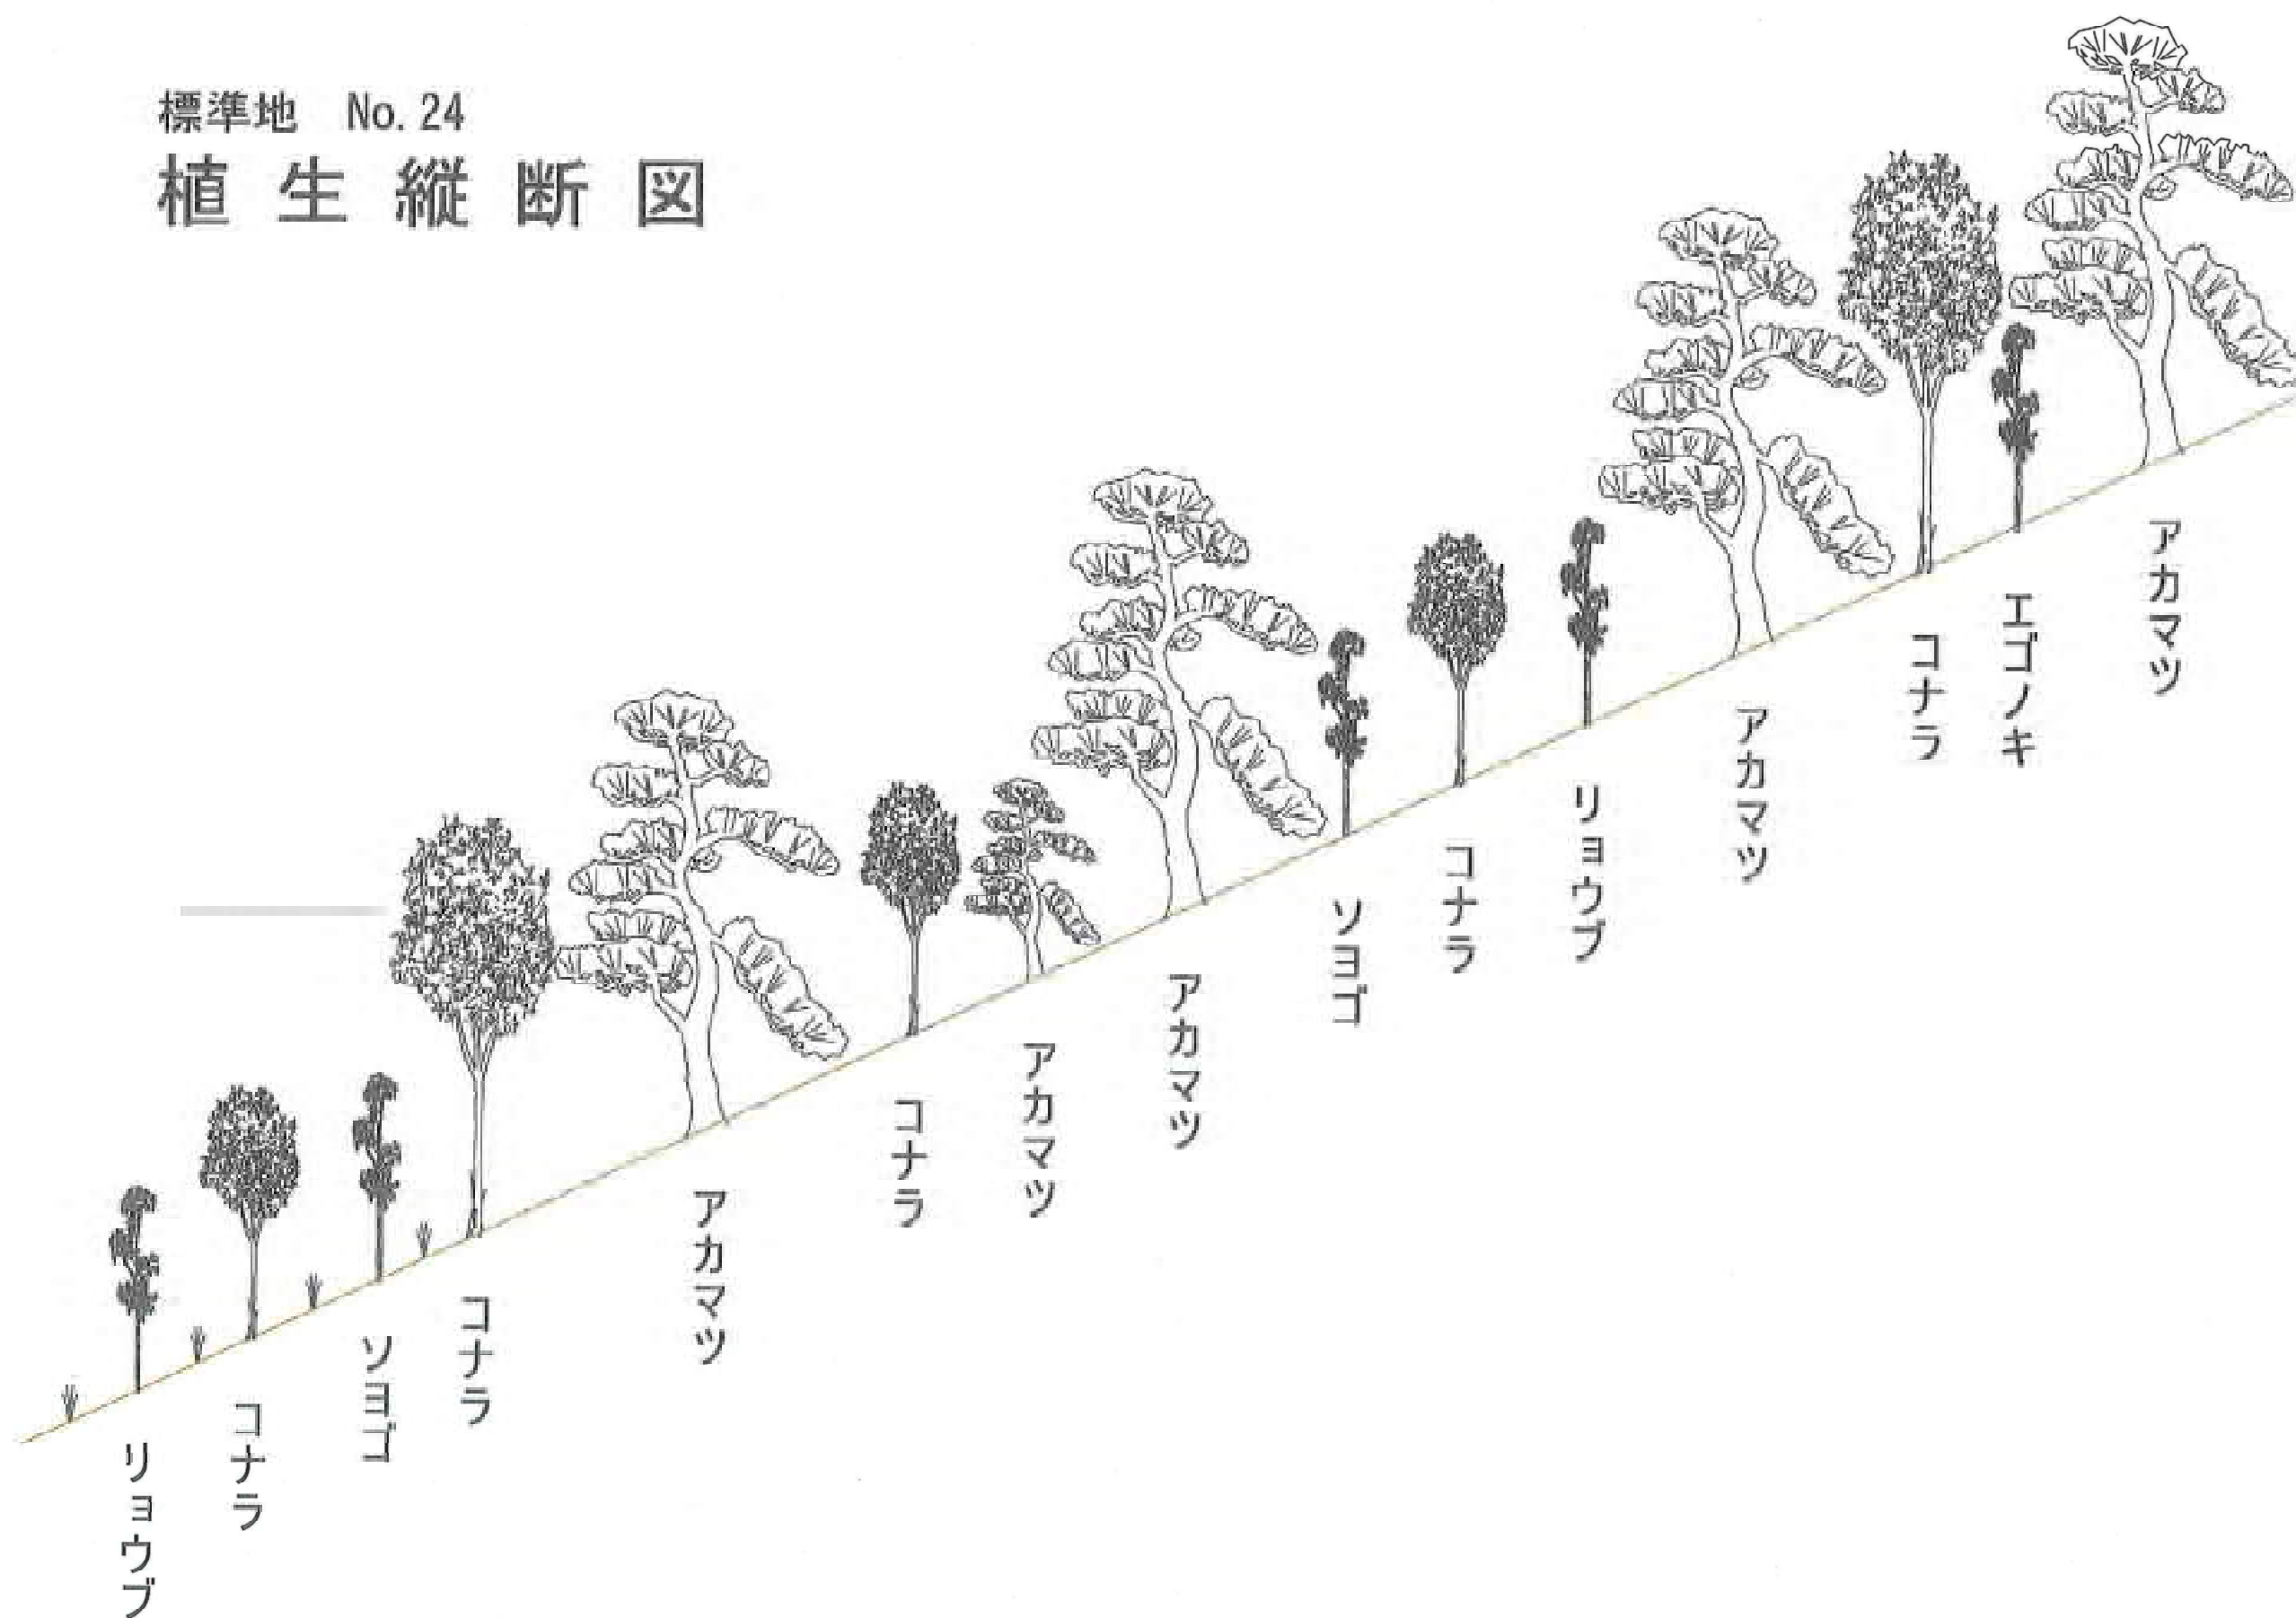 標準地 No. 24
植生縦断図
リョウブ
コナラ
ソヨゴ
コナラ
アカマツ
コナラ
アカマツ
アカマツ
ソヨゴ
コナラ
リョウブ
アカマツ
コナラ
エゴノキ
アカマツ